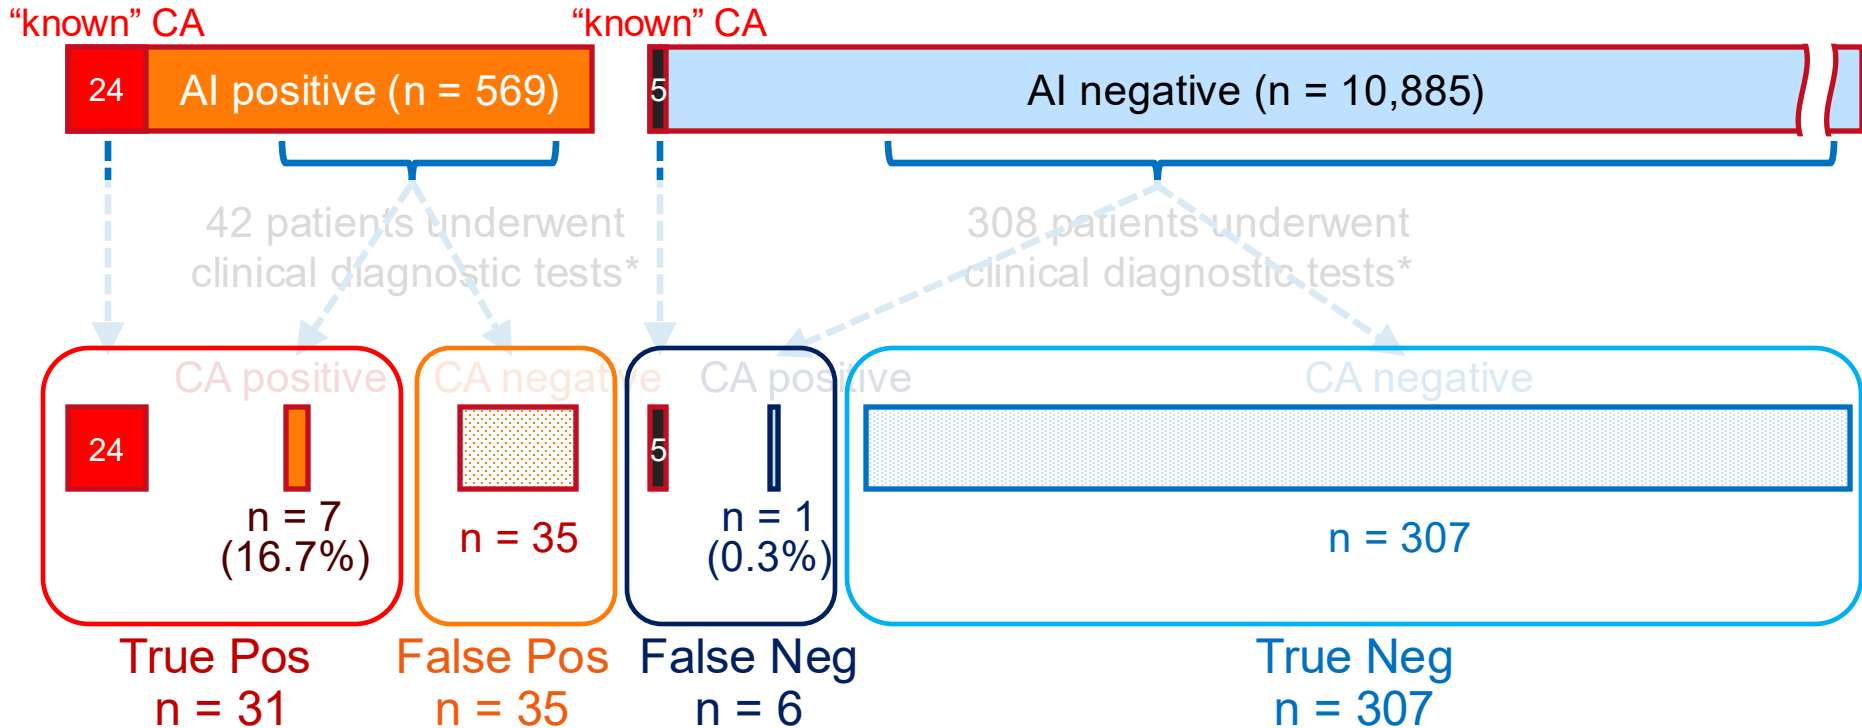 “known” CA
“known” CA
24
AI positive (n = 569)
5
AI negative (n = 10,885)
42 patients underwent
clinical diagnostic tests*
308 patients underwent
clinical diagnostic tests*
CA positive
CA negative
CA positive
CA negative
24
n = 7
(16.7%)
n = 35
5
n = 1
(0.3%)
n = 307
True Pos
n = 31
False Pos
n = 35
False Neg
n = 6
True Neg
n = 307